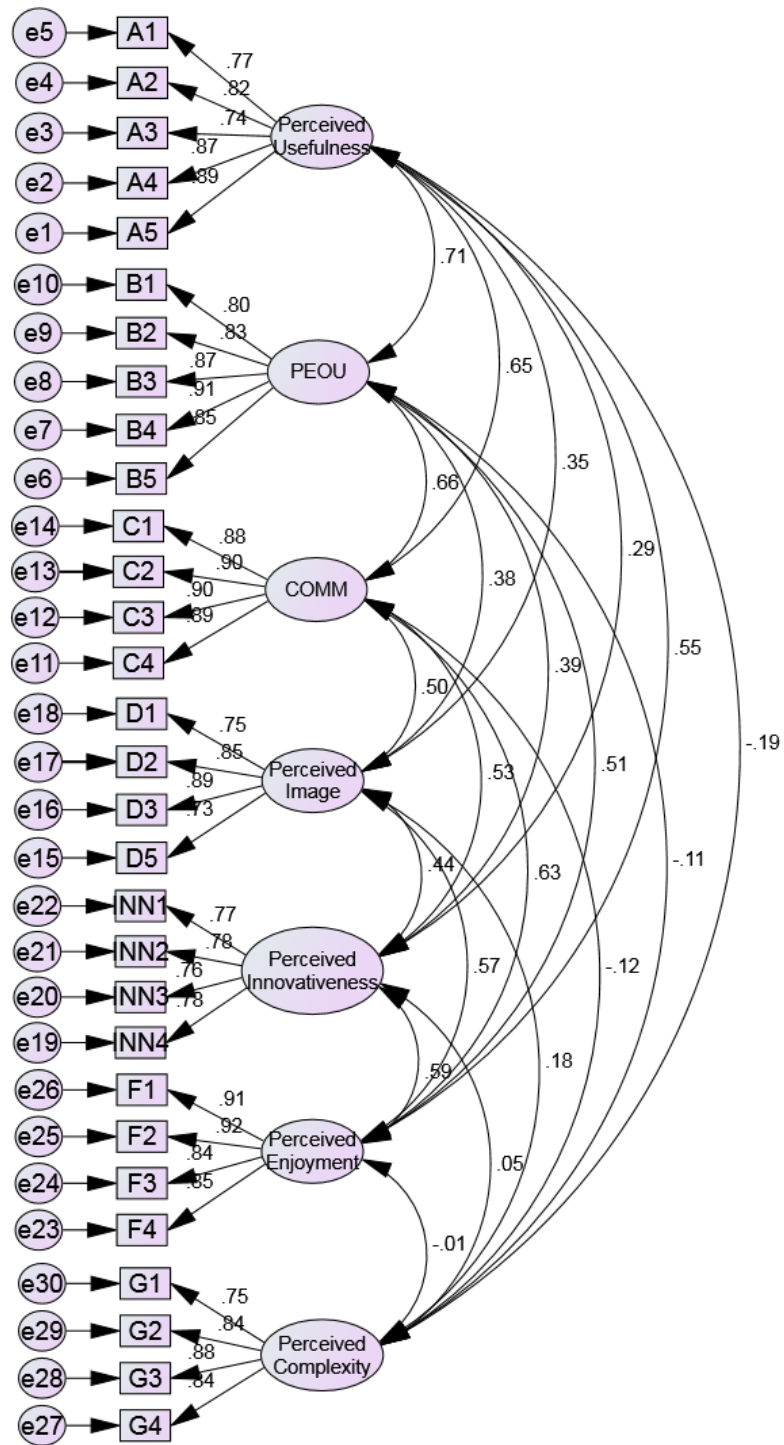 e5 A1
.77
e4 A2
.82
e3 A3
.74
e2 A4
.87
e1 A5
.89
Perceived
Usefulness
.71
e10 B1
.80
e9 B2
.83
e8 B3
.87
e7 B4
.91
e6 B5
.85
PEOU
.65
.35
.66
e14 C1
.88
e13 C2
.90
e12 C3
.90
e11 C4
.89
COMM
.29
.38
.55
.39
.50
e18 D1
.75
e17 D2
.85
e16 D3
.89
e15 D5
.73
Perceived
Image
-.19
.53
.51
.44
.63
-.11
e22 NN1
.77
e21 NN2
.78
e20 NN3
.76
e19 NN4
.78
Perceived
Innovativeness
.57
-.12
.59
.18
e26 F1
.91
e25 F2
.92
e24 F3
.84
e23 F4
.85
Perceived
Enjoyment
.05
-.01
e30 G1
.75
e29 G2
.84
e28 G3
.88
e27 G4
.84
Perceived
Complexity